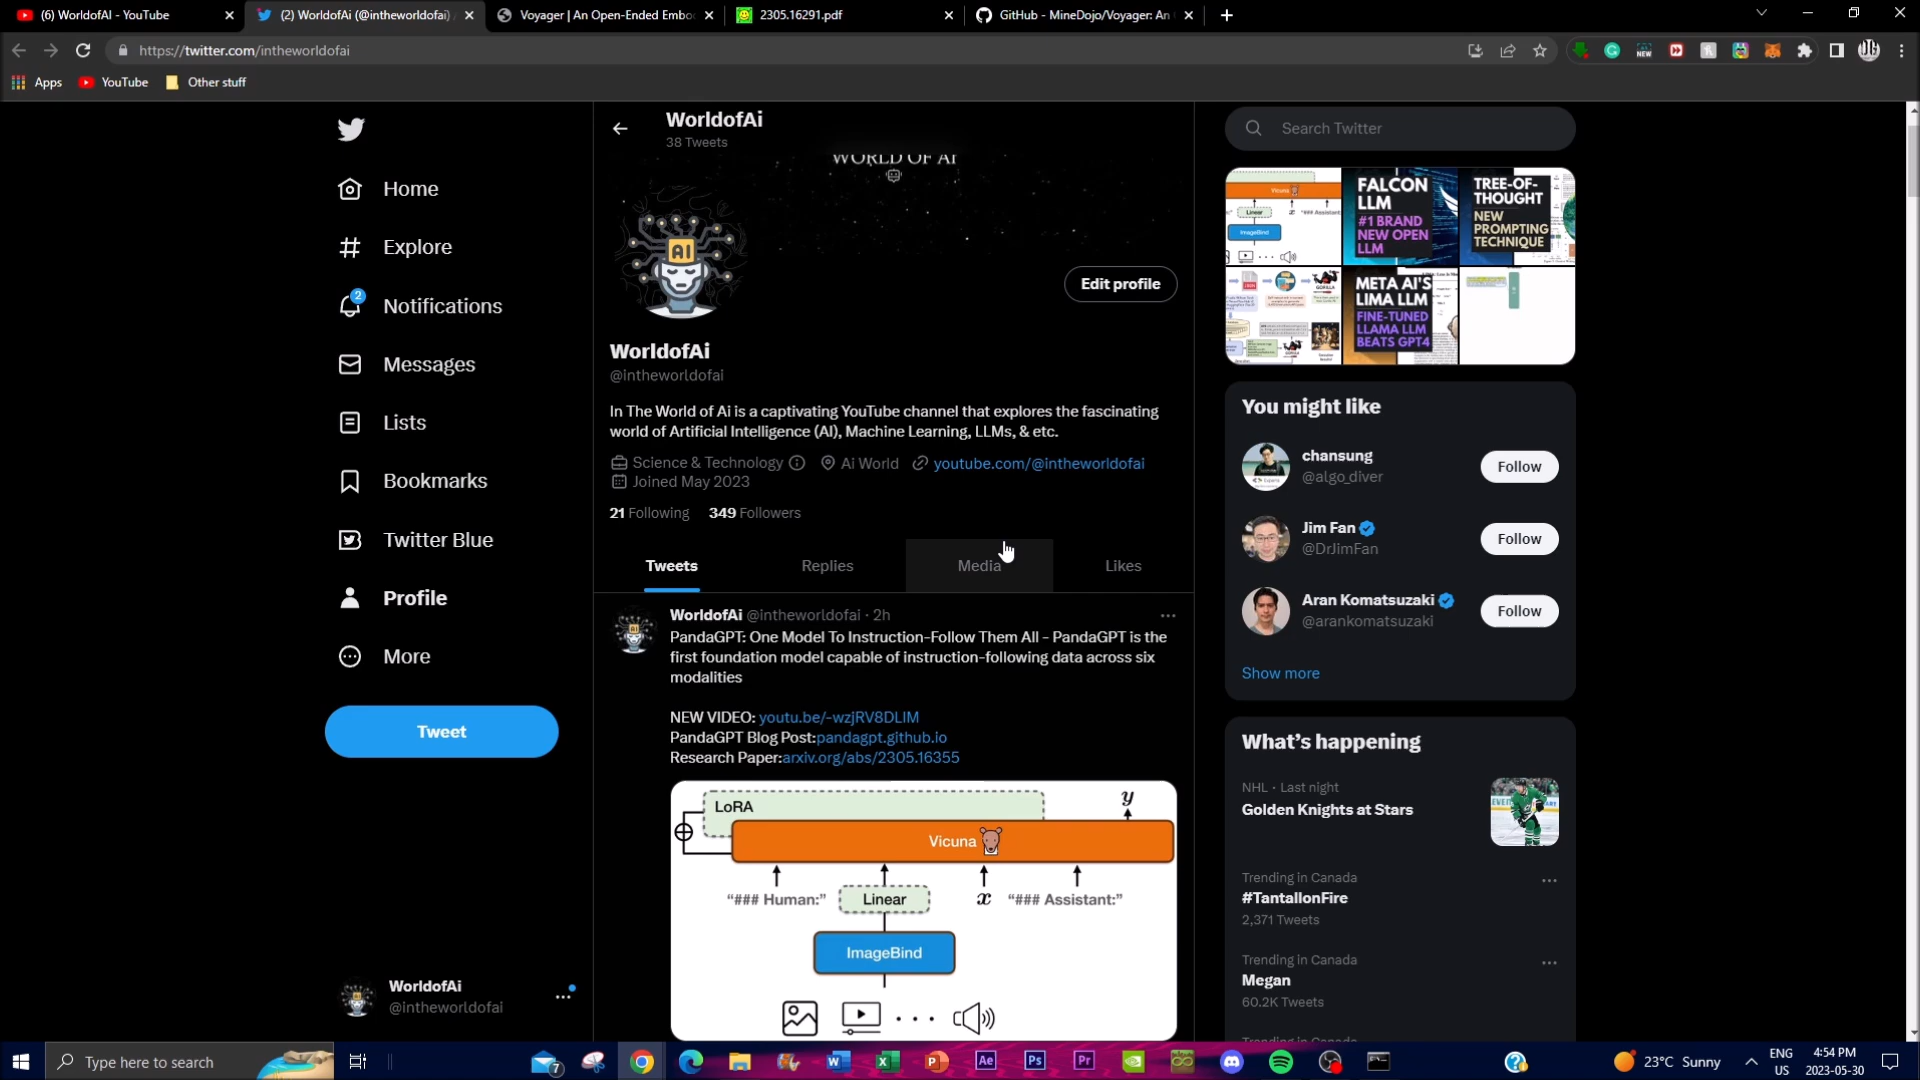 (6) WorldofAI - YouTube
(2) WorldofAi (@intheworldofai)
Voyager | An Open-Ended Embo
2305.16291.pdf
GitHub - MineDojo/Voyager: An
https://twitter.com/intheworldofai
Apps
YouTube
Other stuff
WorldofAi
38 Tweets
WORLD OF AI
AI
Edit profile
WorldofAi
@intheworldofai
In The World of Ai is a captivating YouTube channel that explores the fascinating
world of Artificial Intelligence (AI), Machine Learning, LLMs, & etc.
Science & Technology
Ai World
youtube.com/@intheworldofai
Joined May 2023
21 Following 349 Followers
Tweets
Replies
Media
Likes
WorldofAi @intheworldofai · 2h
PandaGPT: One Model To Instruction-Follow Them All - PandaGPT is the
first foundation model capable of instruction-following data across six
modalities
NEW VIDEO: youtu.be/-wzjRV8DLIM
PandaGPT Blog Post:pandagpt.github.io
Research Paper:arxiv.org/abs/2305.16355
LoRA
y
Vicuna
"### Human:"
Linear
x
"### Assistant:"
ImageBind
Home
Explore
2
Notifications
Messages
Lists
Bookmarks
Twitter Blue
Profile
More
Tweet
WorldofAi
@intheworldofai
Search Twitter
Vicuna
Linear
x
"### Assistant:
ImageBind
FALCON
LLM
#1 BRAND
NEW OPEN
LLM
TREE-OF-
THOUGHT
NEW
PROMPTING
TECHNIQUE
META AI'S
LIMA LLM
FINE-TUNED
LLAMA LLM
BEATS GPT4
You might like
chansung
@algo_diver
Follow
Jim Fan
@DrJimFan
Follow
Aran Komatsuzaki
@arankomatsuzaki
Follow
Show more
What's happening
NHL · Last night
Golden Knights at Stars
Trending in Canada
#TantallonFire
2,371 Tweets
Trending in Canada
Megan
60.2K Tweets
Type here to search
7
23°C Sunny
ENG
US
4:54 PM
2023-05-30